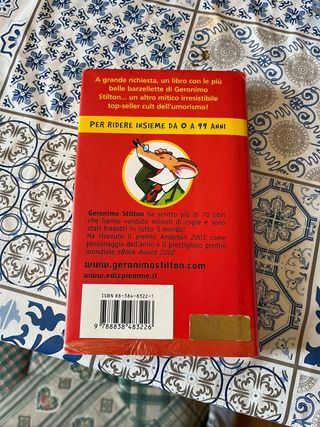 A grande richiesta, un libro con le più
belle barzellette di Geronimo
Stilton... un altro mitico irresistibile
top-seller cult dell'umorismo!
PER RIDERE INSIEME DA 0 A 99 ANNI
Geronimo Stilton ha scritto più di 70 libri
che hanno venduto milioni di copie e sono
stati tradotti in tutto il mondo!
Ha ricevuto il premio Andersen 2001 come
personaggio dell'anno e il prestigioso premio
mondiale eBook Award 2002.
www.geronimostilton.com
www.edizpiemme.it
ISBN 88-384-8322-1
9 788838 483226